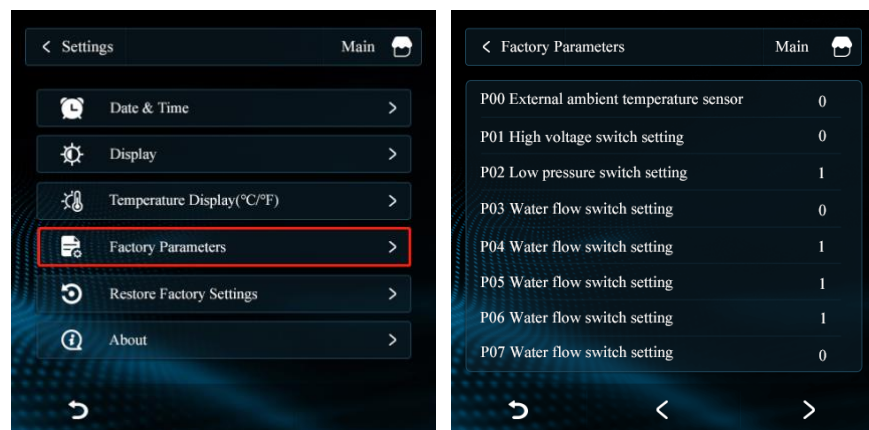 Settings Main
Date & Time
Display
Temperature Display(℃/℉)
Factory Parameters
Restore Factory Settings
About
Factory Parameters Main
P00 External ambient temperature sensor 0
P01 High voltage switch setting 0
P02 Low pressure switch setting 1
P03 Water flow switch setting 0
P04 Water flow switch setting 1
P05 Water flow switch setting 1
P06 Water flow switch setting 1
P07 Water flow switch setting 0